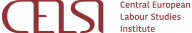 CELSI
Central European
Labour Studies
Institute